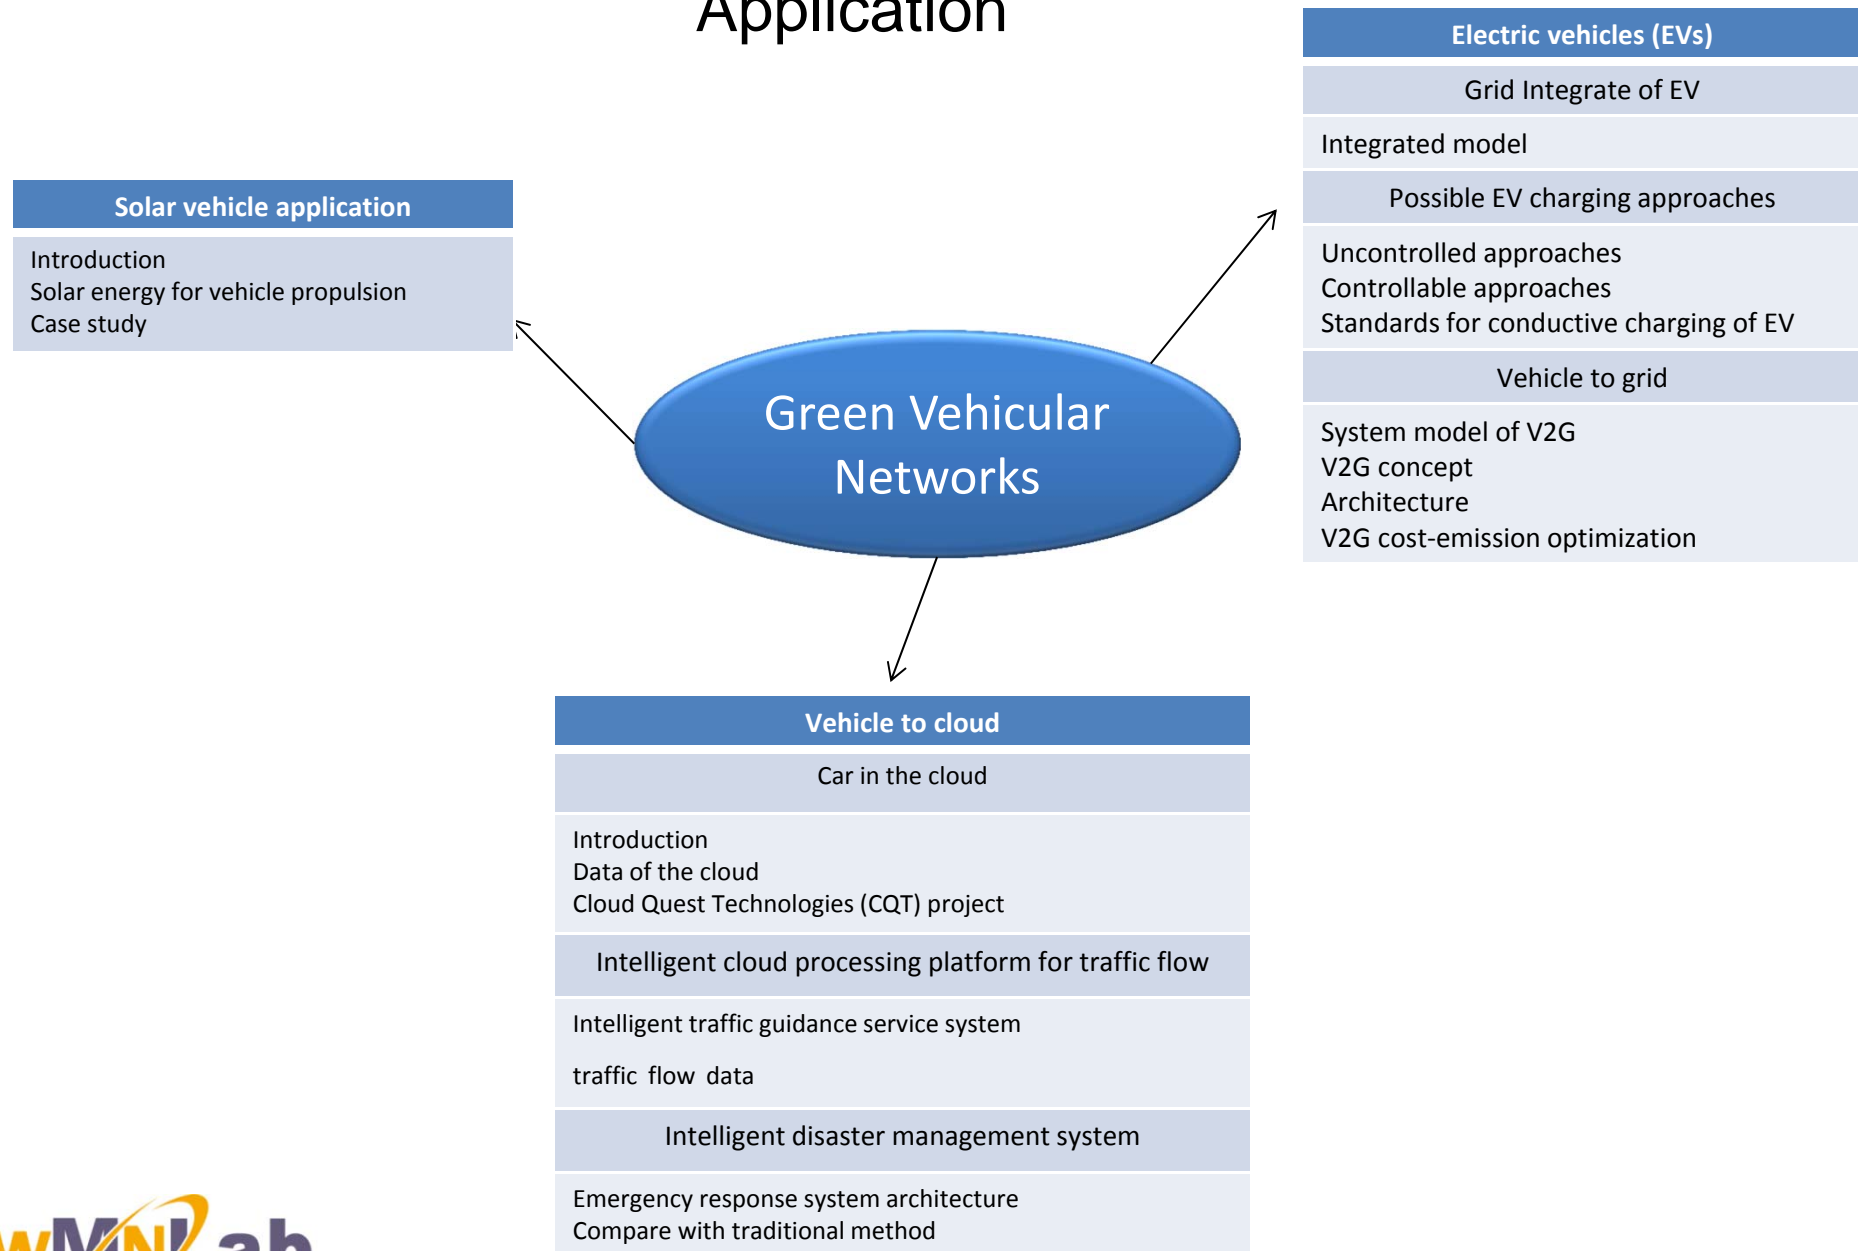 Application
Electric vehicles (EVs)
Grid Integrate of EV
Integrated model
Possible EV charging approaches
Uncontrolled approaches
Controllable approaches
Standards for conductive charging of EV
Vehicle to grid
System model of V2G
V2G concept
Architecture
V2G cost-emission optimization
Solar vehicle application
Introduction
Solar energy for vehicle propulsion
Case study
Green Vehicular
Networks
Vehicle to cloud
Car in the cloud
Introduction
Data of the cloud
Cloud Quest Technologies (CQT) project
Intelligent cloud processing platform for traffic flow
Intelligent traffic guidance service system
traffic flow data
Intelligent disaster management system
Emergency response system architecture
Compare with traditional method